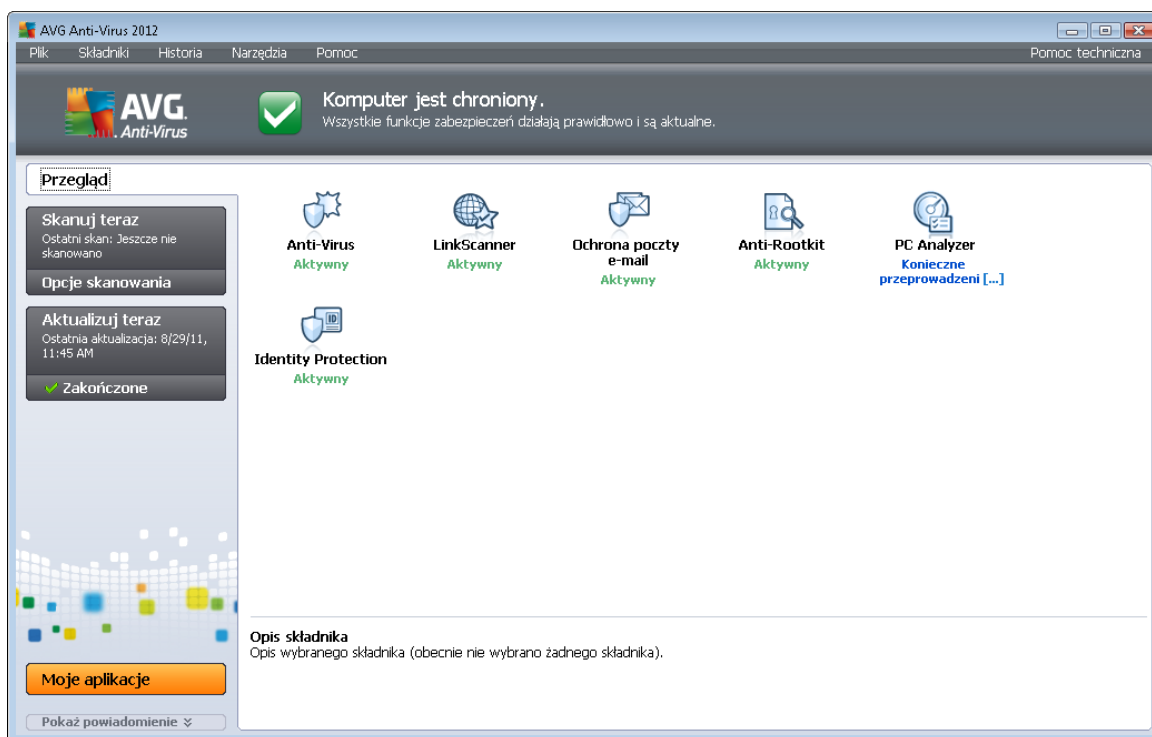 AVG Anti-Virus 2012
Plik Składniki Historia Narzędzia Pomoc Pomoc techniczna
AVG.
Anti-Virus
Komputer jest chroniony.
Wszystkie funkcje zabezpieczeń działają prawidłowo i są aktualne.
Przegląd
Skanuj teraz
Ostatni skan: Jeszcze nie
skanowano
Opcje skanowania
Aktualizuj teraz
Ostatnia aktualizacja: 8/29/11,
11:45 AM
Zakończone
Anti-Virus
Aktywny
LinkScanner
Aktywny
Ochrona poczty
e-mail
Aktywny
Anti-Rootkit
Aktywny
PC Analyzer
Konieczne
przeprowadzeni [...]
ID
Identity Protection
Aktywny
Opis składnika
Opis wybranego składnika (obecnie nie wybrano żadnego składnika).
Moje aplikacje
Pokaż powiadomienie